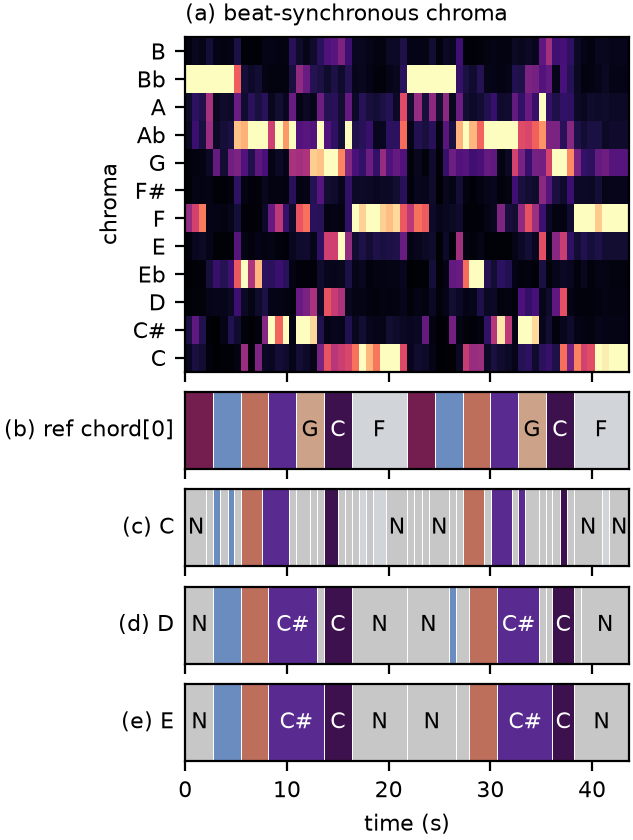 (a) beat-synchronous chroma
chroma
B
Bb
A
Ab
G
F#
F
E
Eb
D
C#
C
(b) ref chord[0]
G C F G C F
(c) C
N N N N N
(d) D
N C# C N N C# C N
(e) E
N C# C N N C# C N
0 10 20 30 40
time (s)